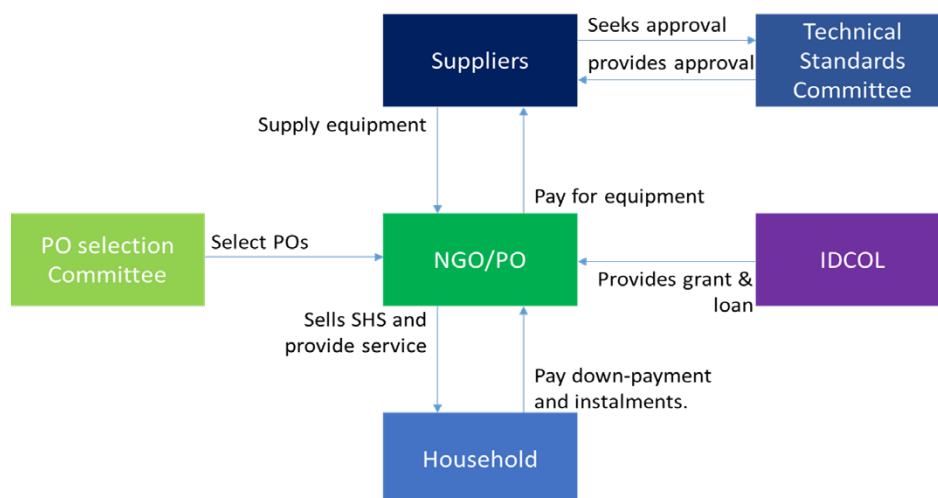 Seeks approval
Suppliers
provides approval
Technical
Standards
Committee
Supply equipment
Pay for equipment
PO selection
Committee
Select POs
NGO/PO
IDCOL
Provides grant &
loan
Sells SHS and
provide service
Pay down-payment
and instalments.
Household